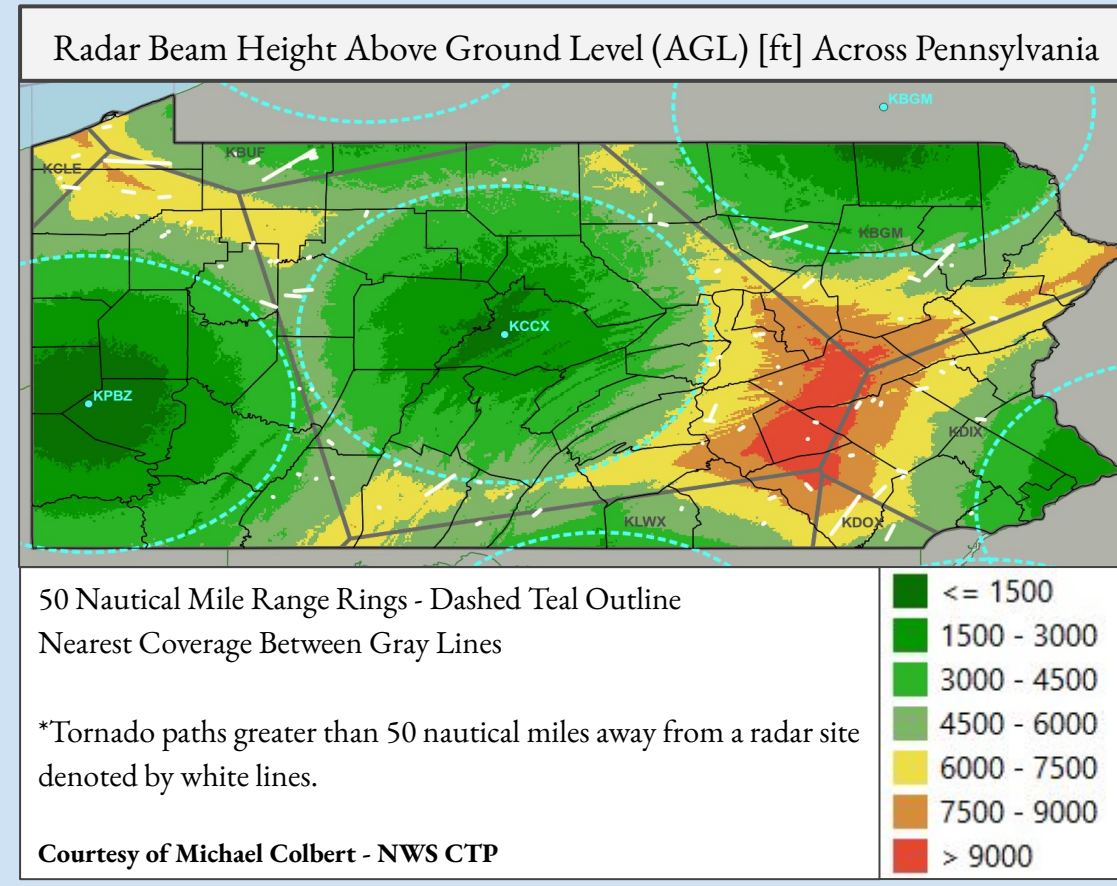 Radar Beam Height Above Ground Level (AGL) [ft] Across Pennsylvania
KBGM
KBUF
KCLE
KBGM
KCCX
KPBZ
KDIX
KLWX
KDOX
50 Nautical Mile Range Rings - Dashed Teal Outline
Nearest Coverage Between Gray Lines
*Tornado paths greater than 50 nautical miles away from a radar site
denoted by white lines.
Courtesy of Michael Colbert - NWS CTP
<= 1500
1500 - 3000
3000 - 4500
4500 - 6000
6000 - 7500
7500 - 9000
> 9000